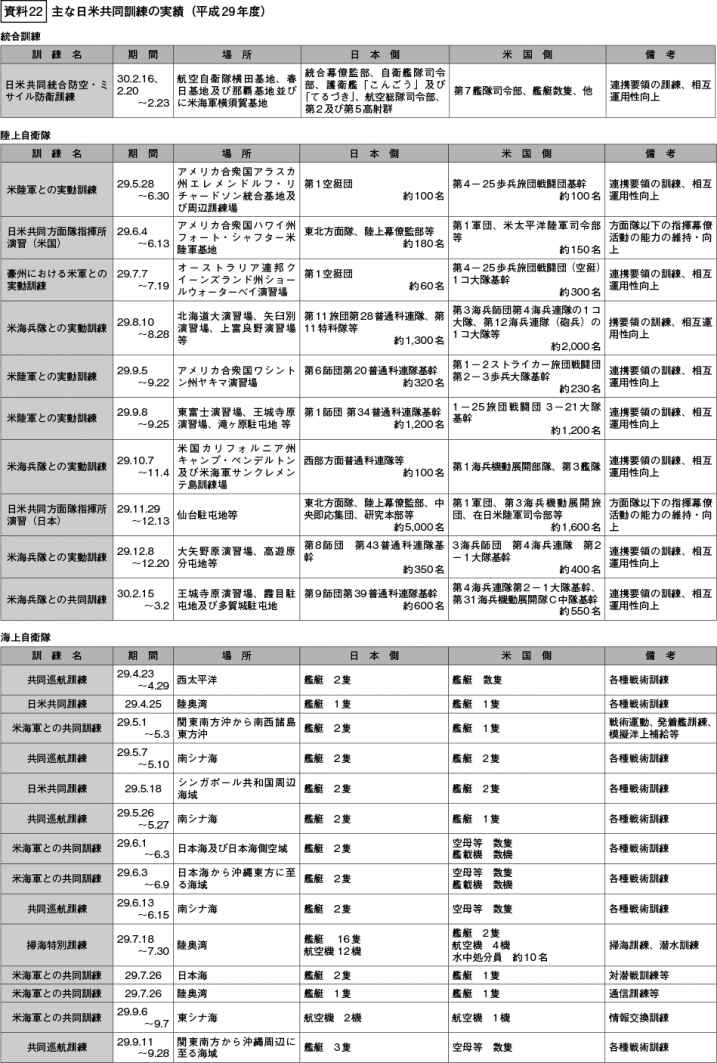 資料22 主な日米共同訓練の実績（平成29年度）
統合訓練
訓 練 名 期 間 場 所 日 本 側 米 国 側 備 考
日米共同統合防空・ミサイル防衛訓練 30.2.16、2.20～2.23 航空自衛隊横田基地、春日基地及び那覇基地並びに米海軍横須賀基地 統合幕僚監部、自衛艦隊司令部、護衛艦「こんごう」及び「てるづき」、航空総隊司令部、第2及び第5高射群 第7艦隊司令部、艦艇数隻、他 連携要領の訓練、相互運用性向上
陸上自衛隊
訓 練 名 期 間 場 所 日 本 側 米 国 側 備 考
米陸軍との実動訓練 29.5.28～6.30 アメリカ合衆国アラスカ州エレメンドルフ・リチャードソン統合基地及び周辺訓練場 第1空挺団 約100名 第4－25歩兵旅団戦闘団基幹 約100名 連携要領の訓練、相互運用性向上
日米共同方面隊指揮所演習（米国） 29.6.4～6.13 アメリカ合衆国ハワイ州フォート・シャフター米陸軍基地 東北方面隊、陸上幕僚監部等 約180名 第1軍団、米太平洋陸軍司令部等 約150名 方面隊以下の指揮幕僚活動の能力の維持・向上
豪州における米軍との実動訓練 29.7.7～7.19 オーストラリア連邦クイーンズランド州ショールウォーターベイ演習場 第1空挺団 約60名 第4－25歩兵旅団戦闘団（空挺）1コ大隊基幹 約300名 連携要領の訓練、相互運用性向上
米海兵隊との実動訓練 29.8.10～8.28 北海道大演習場、矢臼別演習場、上富良野演習場等 第11旅団第28普通科連隊、第11特科隊等 約1,300名 第3海兵師団第4海兵連隊の1コ大隊、第12海兵連隊（砲兵）の1コ大隊等 約2,000名 携要領の訓練、相互運用性向上
米陸軍との実動訓練 29.9.5～9.22 アメリカ合衆国ワシントン州ヤキマ演習場 第6師団第20普通科連隊基幹 約320名 第1－2ストライカー旅団戦闘団 第2－3歩兵大隊基幹 約230名 連携要領の訓練、相互運用性向上
米陸軍との実動訓練 29.9.8～9.25 東富士演習場、王城寺原演習場、滝ヶ原駐屯地 等 第1師団 第34普通科連隊基幹 約1,200名 1－25旅団戦闘団 3－21大隊基幹 約1,200名 連携要領の訓練、相互運用性向上
米海兵隊との実動訓練 29.10.7～11.4 米国カリフォルニア州キャンプ・ペンデルトン及び米海軍サンクレメンテ島訓練場 西部方面普通科連隊等 約100名 第1海兵機動展開部隊、第3艦隊 連携要領の訓練、相互運用性向上
日米共同方面隊指揮所演習（日本） 29.11.29～12.13 仙台駐屯地等 東北方面隊、陸上幕僚監部、中央即応集団、研究本部等 約5,000名 第1軍団、第3海兵機動展開旅団、在日米陸軍司令部等 約1,600名 方面隊以下の指揮幕僚活動の能力の維持・向上
米海兵隊との実動訓練 29.12.8～12.20 大矢野原演習場、高遊原分屯地等 第8師団 第43普通科連隊基幹 約350名 3海兵師団 第4海兵連隊 第2－1大隊基幹 約400名 連携要領の訓練、相互運用性向上
米海兵隊との共同訓練 30.2.15～3.2 王城寺原演習場、霞目駐屯地及び多賀城駐屯地 第9師団第39普通科連隊基幹 約600名 第4海兵連隊第2－1大隊基幹、第31海兵機動展開隊C中隊基幹 約550名 連携要領の訓練、相互運用性向上
海上自衛隊
訓 練 名 期 間 場 所 日 本 側 米 国 側 備 考
共同巡航訓練 29.4.23～4.29 西太平洋 艦艇 2隻 艦艇 数隻 各種戦術訓練
日米共同訓練 29.4.25 陸奥湾 艦艇 1隻 艦艇 1隻 各種戦術訓練
米海軍との共同訓練 29.5.1～5.3 関東南方沖から南西諸島東方沖 艦艇 2隻 艦艇 1隻 戦術運動、発着艦訓練、模擬洋上補給等
共同巡航訓練 29.5.7～5.10 南シナ海 艦艇 2隻 艦艇 2隻 各種戦術訓練
日米共同訓練 29.5.18 シンガポール共和国周辺海域 艦艇 2隻 艦艇 2隻 各種戦術訓練
共同巡航訓練 29.5.26～5.27 南シナ海 艦艇 2隻 艦艇 1隻 各種戦術訓練
米海軍との共同訓練 29.6.1～6.3 日本海及び日本海側空域 艦艇 2隻 空母等 数隻 艦載機 数機 各種戦術訓練
米海軍との共同訓練 29.6.3～6.9 日本海から沖縄東方に至る海域 艦艇 2隻 空母等 数隻 艦載機 数機 各種戦術訓練
共同巡航訓練 29.6.13～6.15 南シナ海 艦艇 2隻 空母等 数隻 各種戦術訓練
掃海特別訓練 29.7.18～7.30 陸奥湾 艦艇 16隻 航空機 12機 艦艇 2隻 航空機 4機 水中処分員 約10名 掃海訓練、潜水訓練
米海軍との共同訓練 29.7.26 日本海 艦艇 2隻 艦艇 1隻 対潜戦訓練等
米海軍との共同訓練 29.7.26 陸奥湾 艦艇 1隻 艦艇 1隻 通信訓練等
米海軍との共同訓練 29.9.6～9.7 東シナ海 航空機 2機 航空機 1機 情報交換訓練
共同巡航訓練 29.9.11～9.28 関東南方から沖縄周辺に至る海域 艦艇 3隻 空母等 数隻 各種戦術訓練